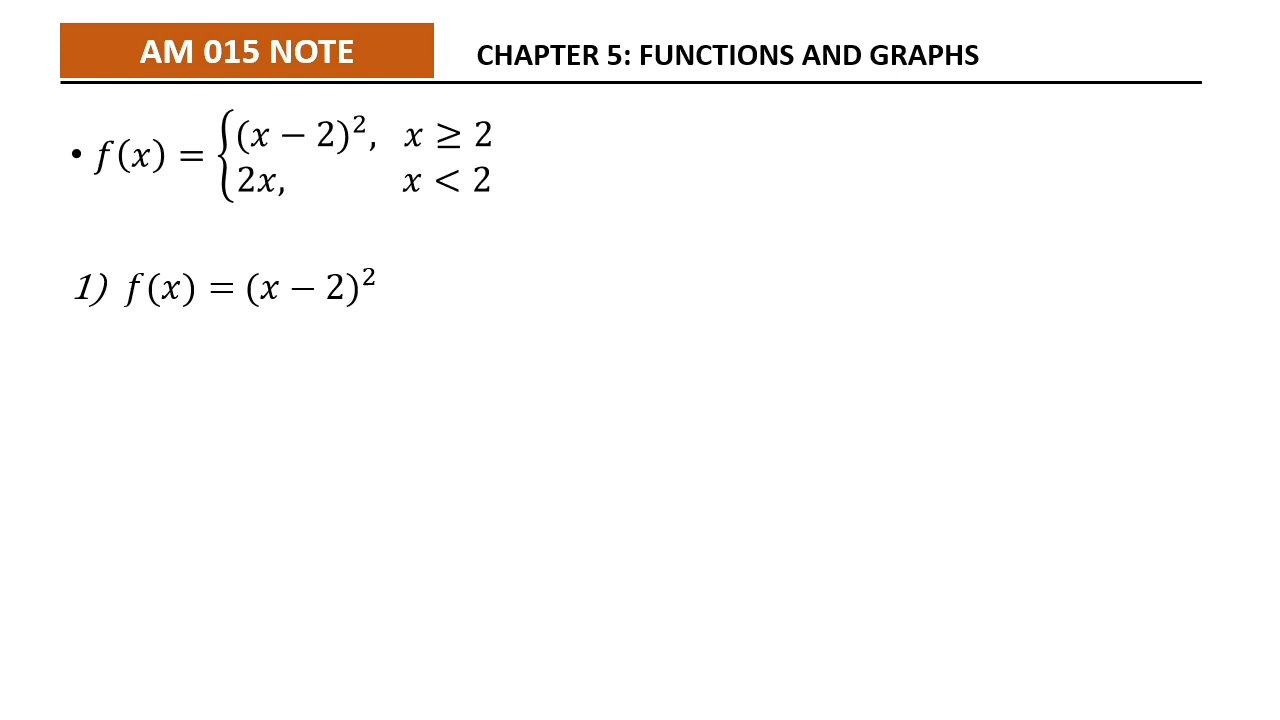 AM 015 NOTE
CHAPTER 5: FUNCTIONS AND GRAPHS
• f(x) = {(x − 2)², x ≥ 2
2x, x < 2
1) f(x) = (x − 2)²